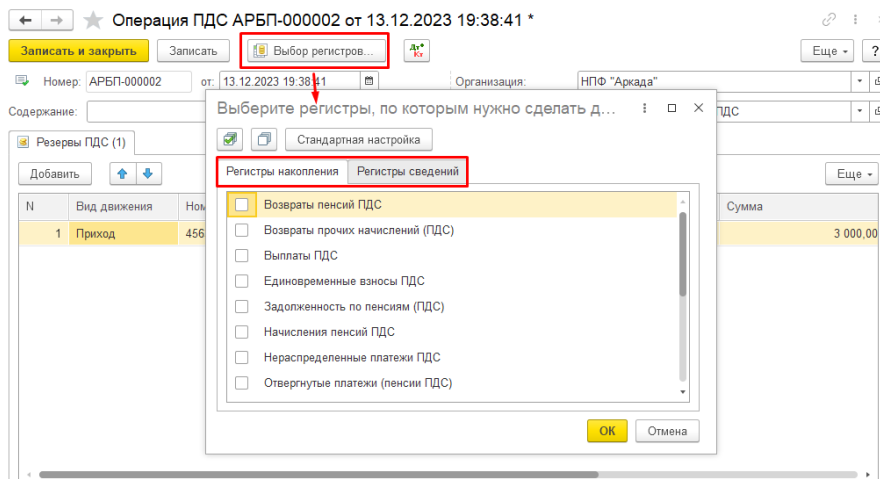 Операция ПДС АРБП-000002 от 13.12.2023 19:38:41 *
Записать и закрыть Записать Выбор регистров... Дт Кт Еще ?
Номер: АРБП-000002 от: 13.12.2023 19:38:41 Организация: НПФ "Аркада"
Содержание: ПДС
Выберите регистры, по которым нужно сделать д...
Резервы ПДС (1)
Стандартная настройка
Добавить Еще
Регистры накопления Регистры сведений
N Вид движения Ном Сумма
1 Приход 456 3 000,00
Возвраты пенсий ПДС
Возвраты прочих начислений (ПДС)
Выплаты ПДС
Единовременные взносы ПДС
Задолженность по пенсиям (ПДС)
Начисления пенсий ПДС
Нераспределенные платежи ПДС
Отвергнутые платежи (пенсии ПДС)
ОК Отмена